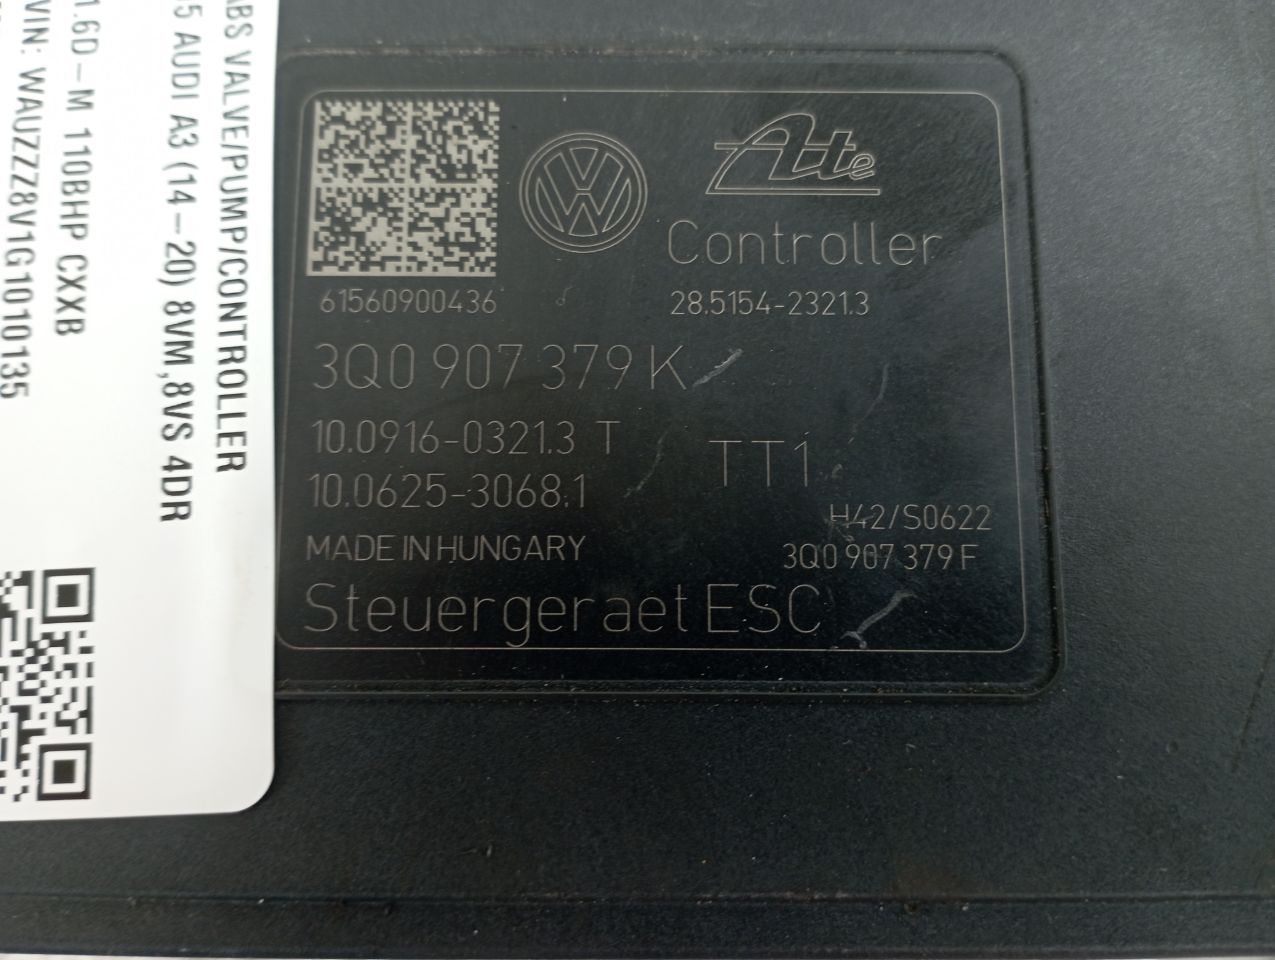 ABS VALVE/PUMP/CONTROLLER
AUDI A3 (14-20) 8VM,8VS 4DR
1.6D-M 110BHP CXXB
VIN: WAUZZZ8V1G1010135
VW
Ate
Controller
61560900436
28.5154-2321.3
3Q0 907 379 K
10.0916-0321.3 T
TT1
10.0625-3068.1
H42/S0622
MADE IN HUNGARY
3Q0 907 379 F
Steuergeraet ESC